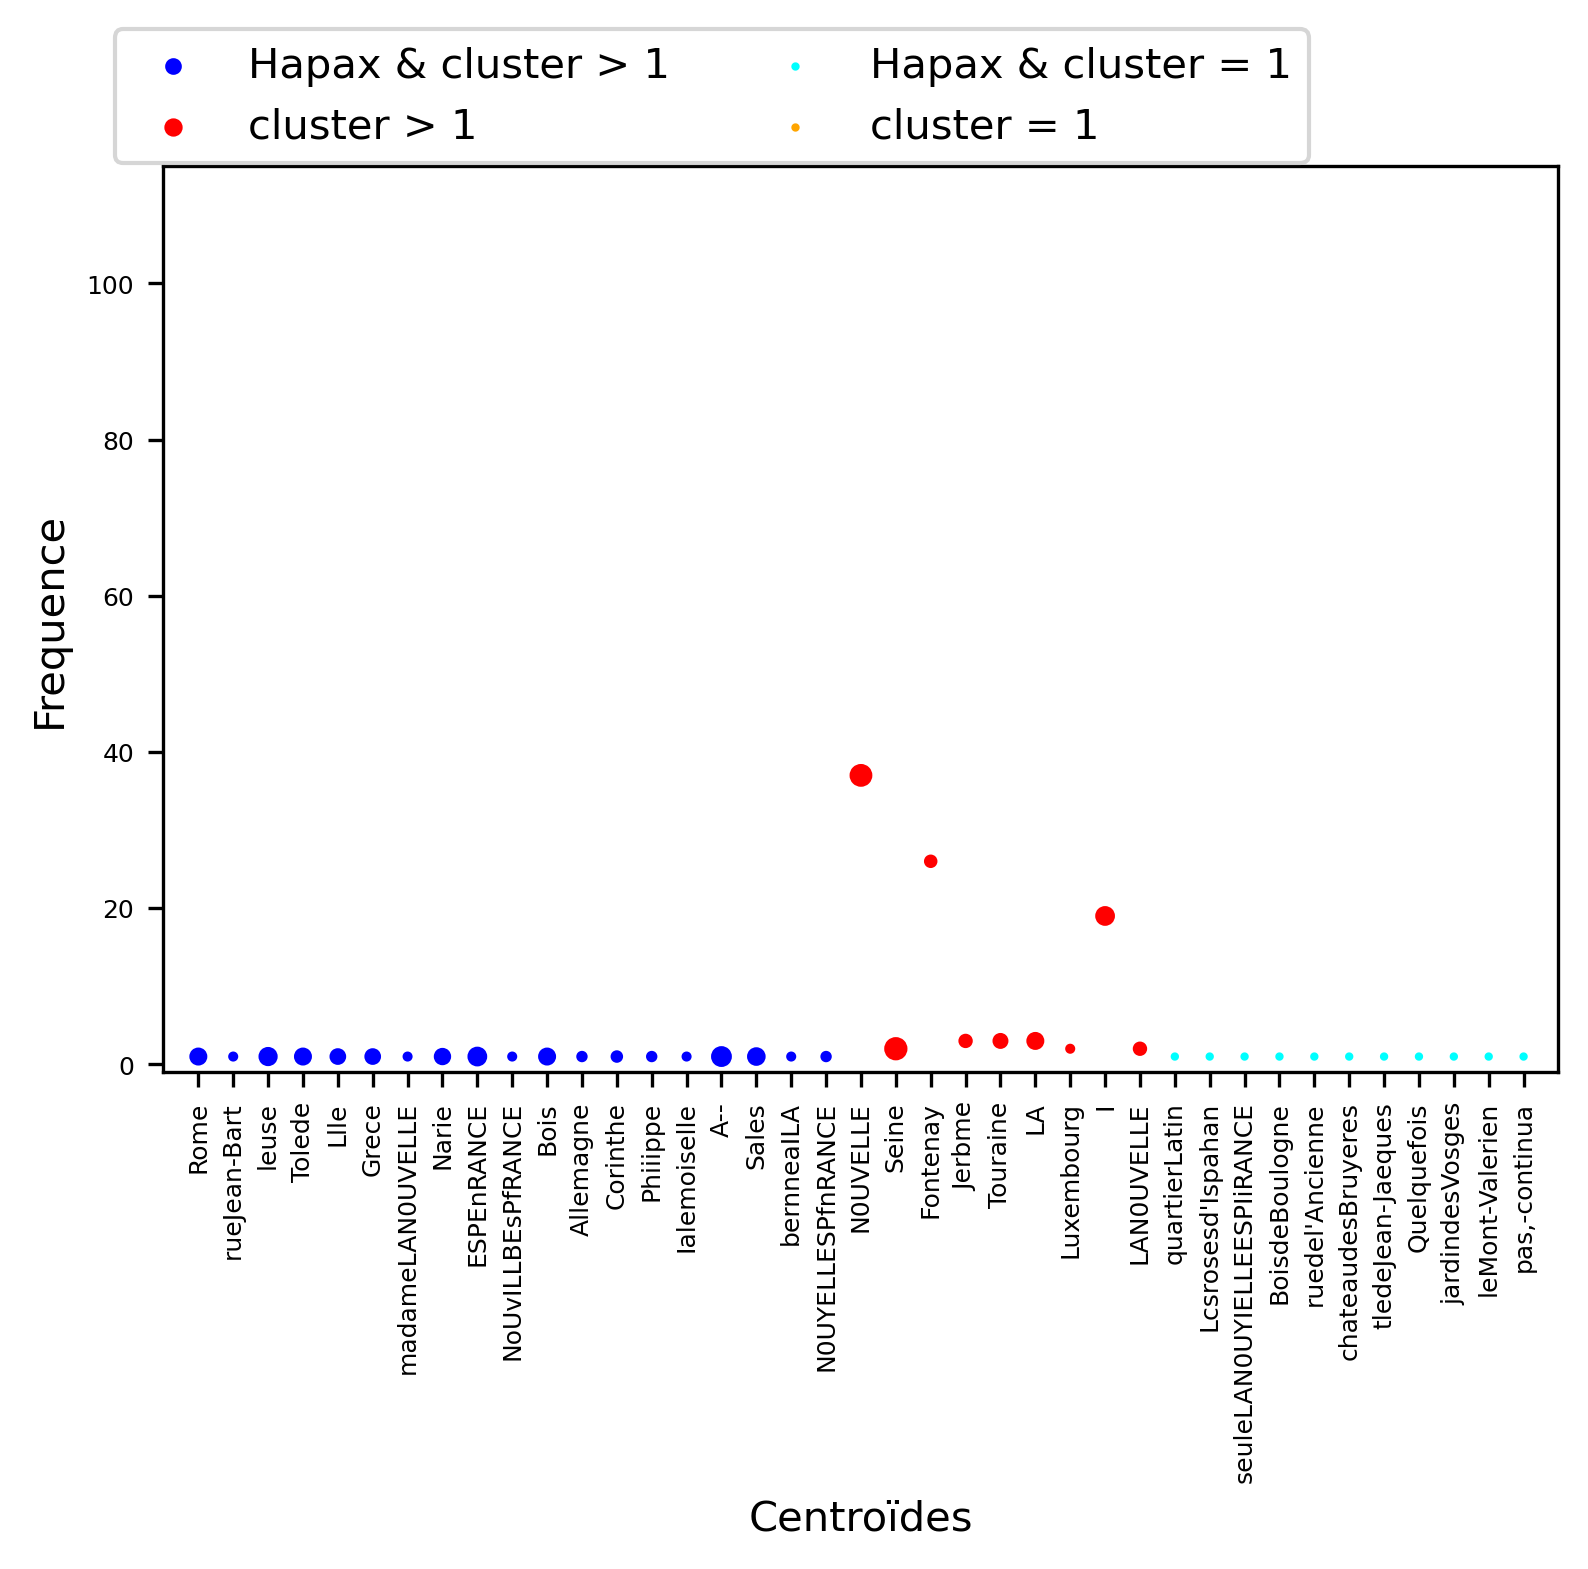 Hapax & cluster > 1
Hapax & cluster = 1
cluster > 1
cluster = 1
Frequence
100
80
60
40
20
0
Rome
rueJean-Bart
leuse
Tolede
Llle
Grece
madameLAN0UVELLE
Narie
ESPEnRANCE
NoUvlLLBEsPfRANCE
Bois
Allemagne
Corinthe
Phiiippe
lalemoiselle
A--
Sales
bernnealLA
N0UYELLESPfnRANCE
N0UVELLE
Seine
Fontenay
Jerbme
Touraine
LA
Luxembourg
I
LAN0UVELLE
quartierLatin
Lcsrosesd'Ispahan
seuleLAN0UYIELLEESPIiRANCE
BoisdeBoulogne
ruedel'Ancienne
chateaudesBruyeres
tledeJean-Jaeques
Quelquefois
jardindesVosges
leMont-Valerien
pas,-continua
Centroïdes